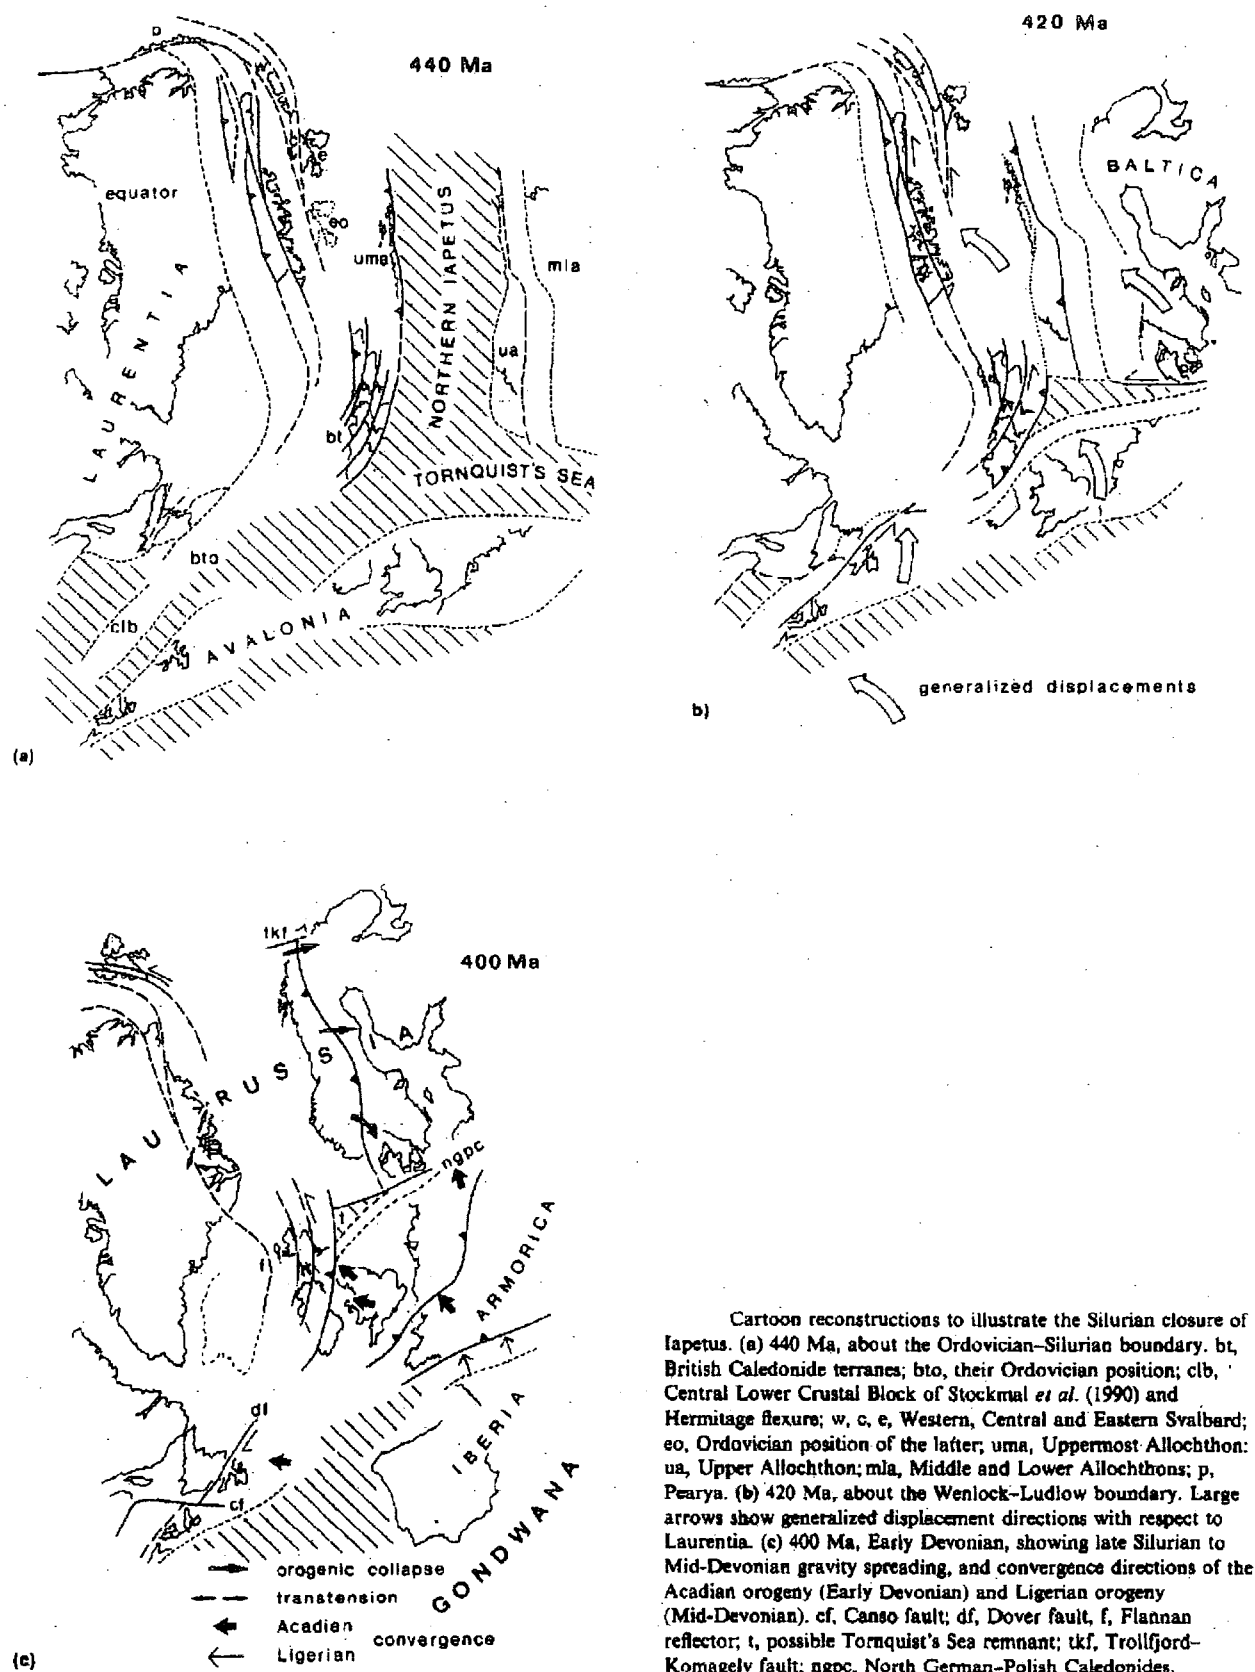 440 Ma
p
w
c
e
eo
equator
uma
mla
LAURENTIA
NORTHERN IAPETUS
ua
bt
TORNQUIST'S SEA
bto
clb
AVALONIA
(a)
420 Ma
BALTICA
generalized displacements
b)
400 Ma
tkf
LAURUSSIA
ngpc
t
f
ARMORICA
IBERIA
GONDWANA
df
cf
orogenic collapse
transtension
Acadian
convergence
Ligerian
(c)
Cartoon reconstructions to illustrate the Silurian closure of
Iapetus. (a) 440 Ma, about the Ordovician–Silurian boundary. bt,
British Caledonide terranes; bto, their Ordovician position; clb,
Central Lower Crustal Block of Stockmal et al. (1990) and
Hermitage flexure; w, c, e, Western, Central and Eastern Svalbard;
eo, Ordovician position of the latter; uma, Uppermost Allochthon:
ua, Upper Allochthon; mla, Middle and Lower Allochthons; p,
Pearya. (b) 420 Ma, about the Wenlock–Ludlow boundary. Large
arrows show generalized displacement directions with respect to
Laurentia. (c) 400 Ma, Early Devonian, showing late Silurian to
Mid-Devonian gravity spreading, and convergence directions of the
Acadian orogeny (Early Devonian) and Ligerian orogeny
(Mid-Devonian). cf, Canso fault; df, Dover fault, f, Flannan
reflector; t, possible Tornquist's Sea remnant; tkf, Trollfjord–
Komagelv fault; ngpc, North German–Polish Caledonides.